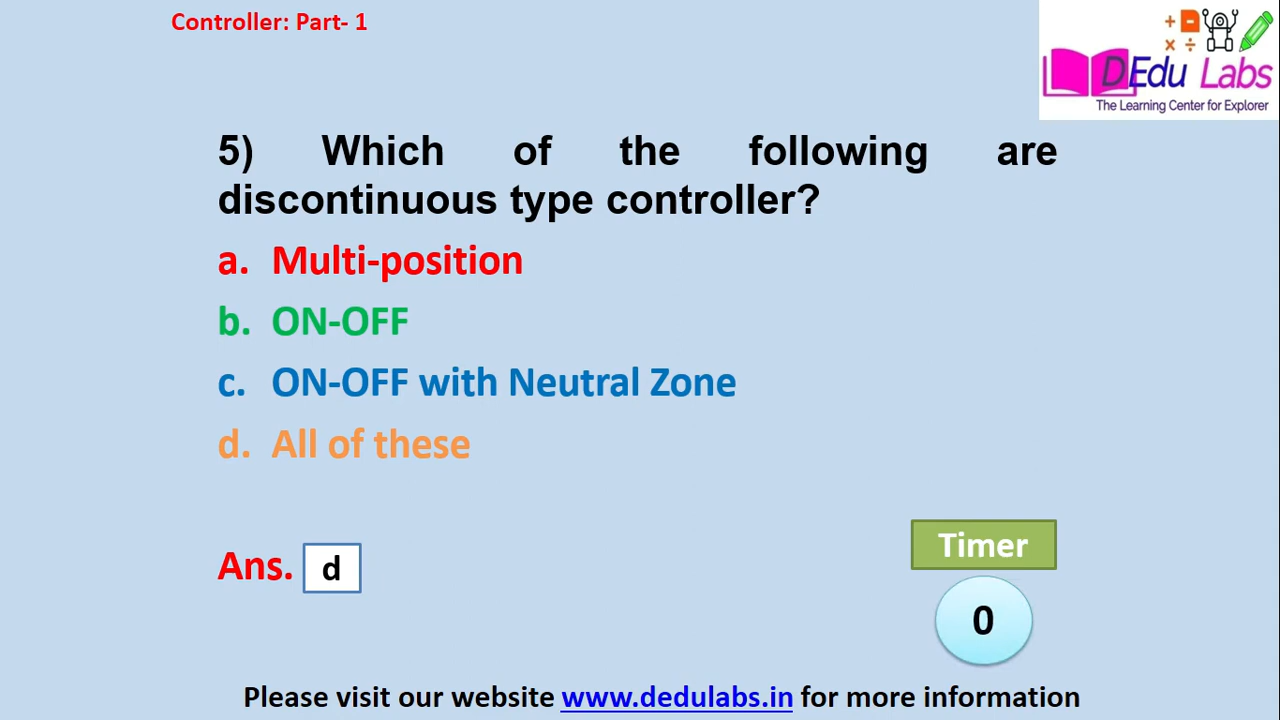 Controller: Part- 1
DEdu Labs
The Learning Center for Explorer
5) Which of the following are
discontinuous type controller?
a. Multi-position
b. ON-OFF
c. ON-OFF with Neutral Zone
d. All of these
Ans. d
Timer
0
Please visit our website www.dedulabs.in for more information